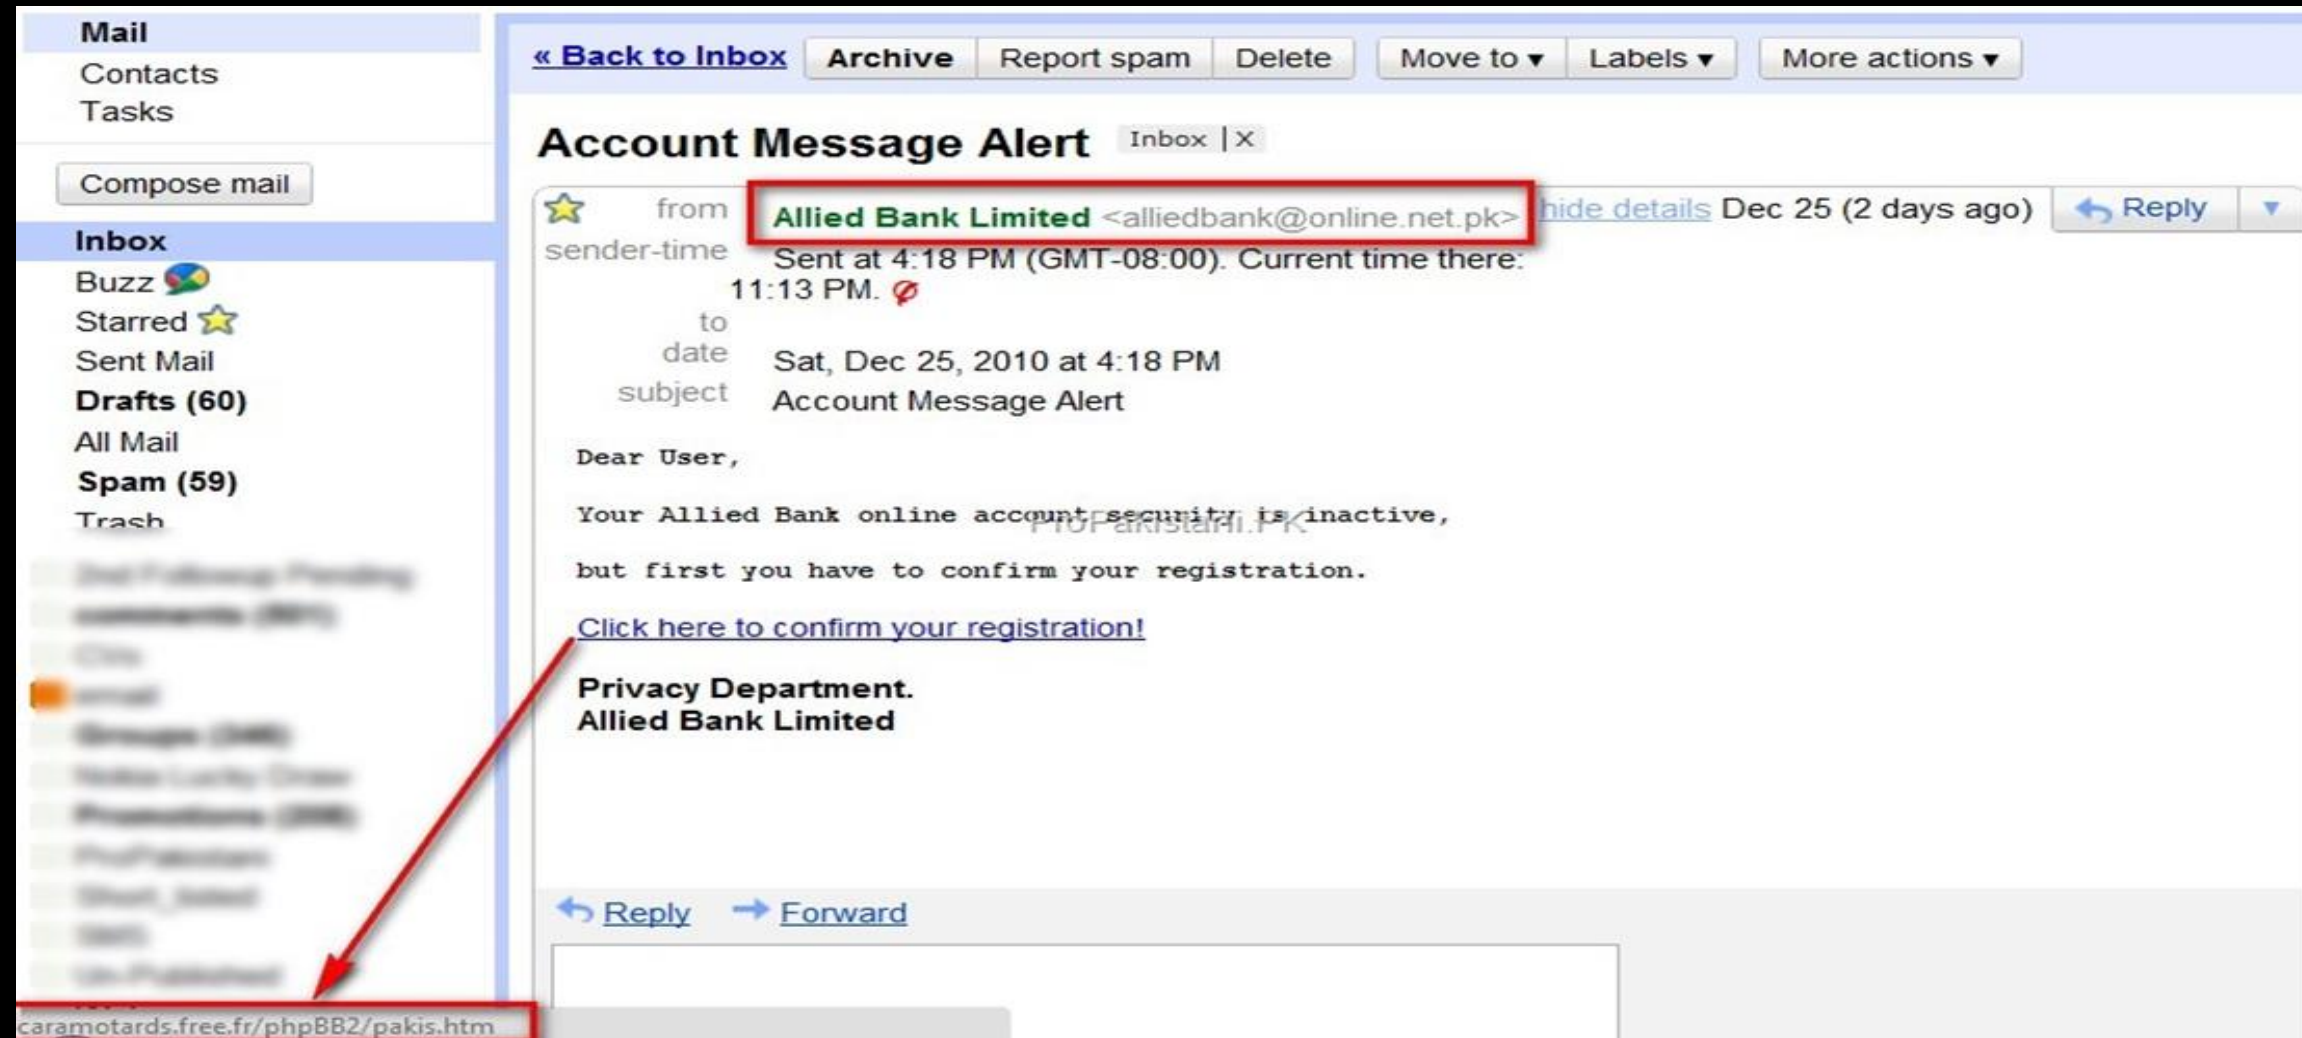 Mail
Contacts
Tasks
Compose mail
Inbox
Buzz
Starred
Sent Mail
Drafts (60)
All Mail
Spam (59)
Trash
« Back to Inbox Archive Report spam Delete Move to ▾ Labels ▾ More actions ▾
Account Message Alert Inbox | X
from Allied Bank Limited <alliedbank@online.net.pk> hide details Dec 25 (2 days ago) Reply
sender-time Sent at 4:18 PM (GMT-08:00). Current time there:
11:13 PM.
to
date Sat, Dec 25, 2010 at 4:18 PM
subject Account Message Alert
Dear User,
Your Allied Bank online account security is inactive,
ProPakistani.PK
but first you have to confirm your registration.
Click here to confirm your registration!
Privacy Department.
Allied Bank Limited
Reply Forward
caramotards.free.fr/phpBB2/pakis.htm